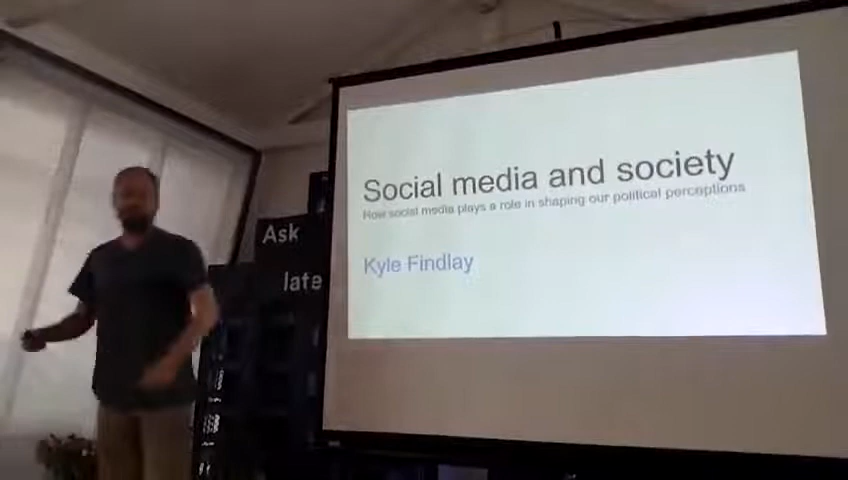 Social media and society
How social media plays a role in shaping our political perceptions
Kyle Findlay
Ask
late